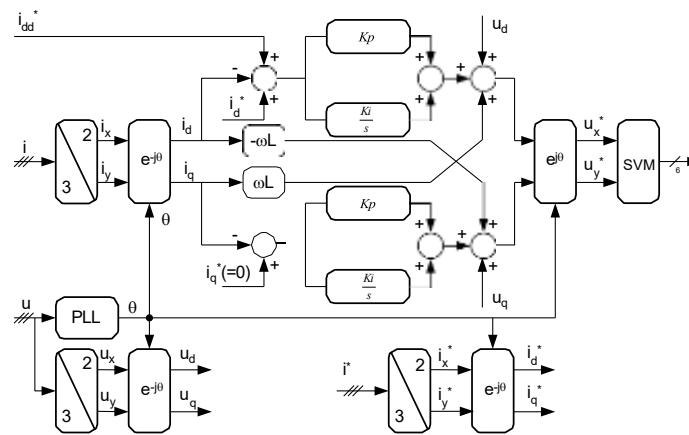 i_dd*
u_d
Kp
+
+
+
+
-
+
+
i_d*
+
+
Ki/s
i
2
3
i_x
i_y
e^-jθ
i_d
i_q
-ωL
ωL
e^jθ
u_x*
u_y*
SVM
6
θ
Kp
+
+
+
+
-
+
+
i_q*(=0)
Ki/s
u_q
u
PLL
θ
2
3
u_x
u_y
e^-jθ
u_d
u_q
i*
2
3
i_x*
i_y*
e^-jθ
i_d*
i_q*